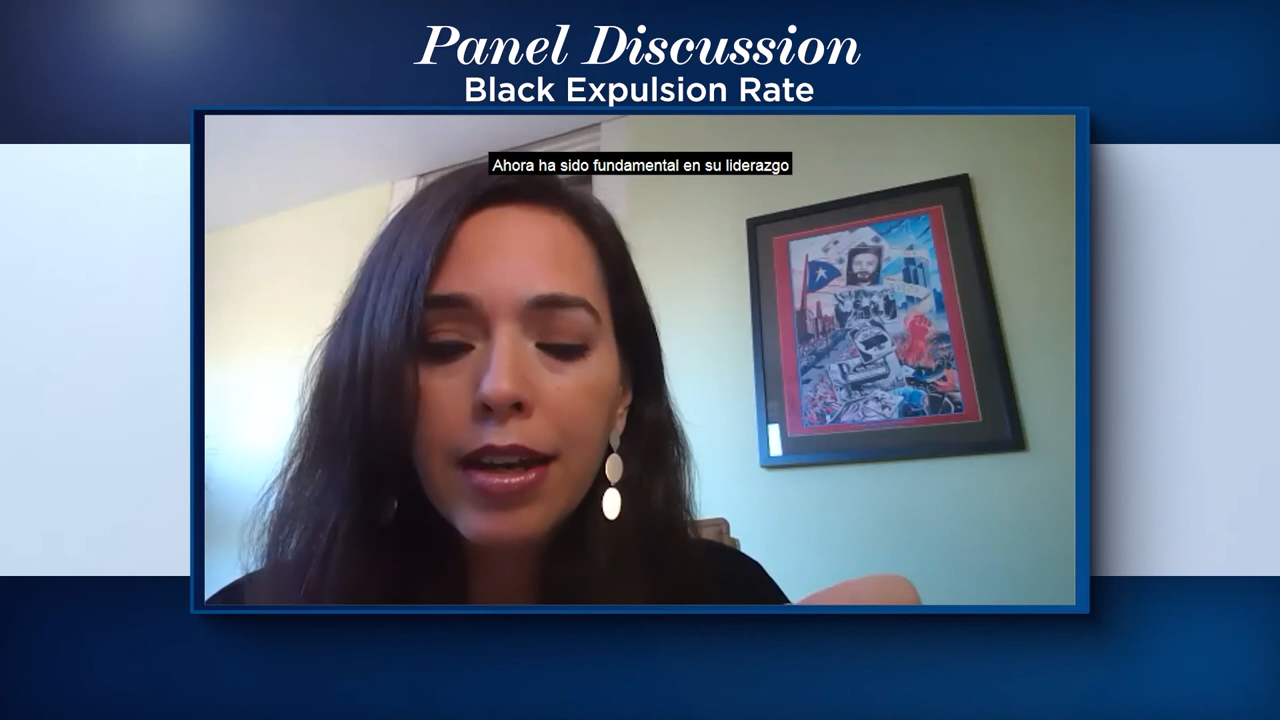 Panel Discussion
Black Expulsion Rate
Ahora ha sido fundamental en su liderazgo